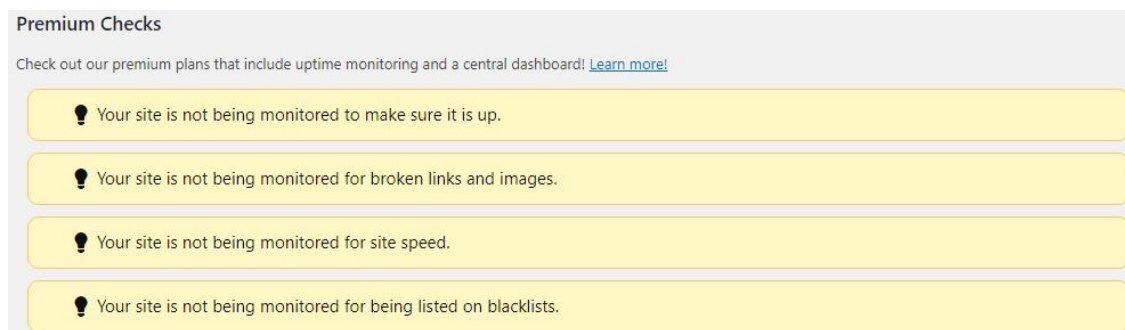 Premium Checks
Check out our premium plans that include uptime monitoring and a central dashboard! Learn more!
Your site is not being monitored to make sure it is up.
Your site is not being monitored for broken links and images.
Your site is not being monitored for site speed.
Your site is not being monitored for being listed on blacklists.